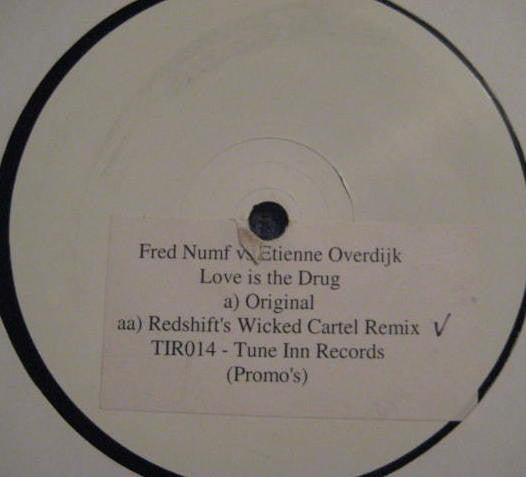 Fred Numf vs Etienne Overdijk
Love is the Drug
a) Original
aa) Redshift's Wicked Cartel Remix ✓
TIR014 - Tune Inn Records
(Promo's)